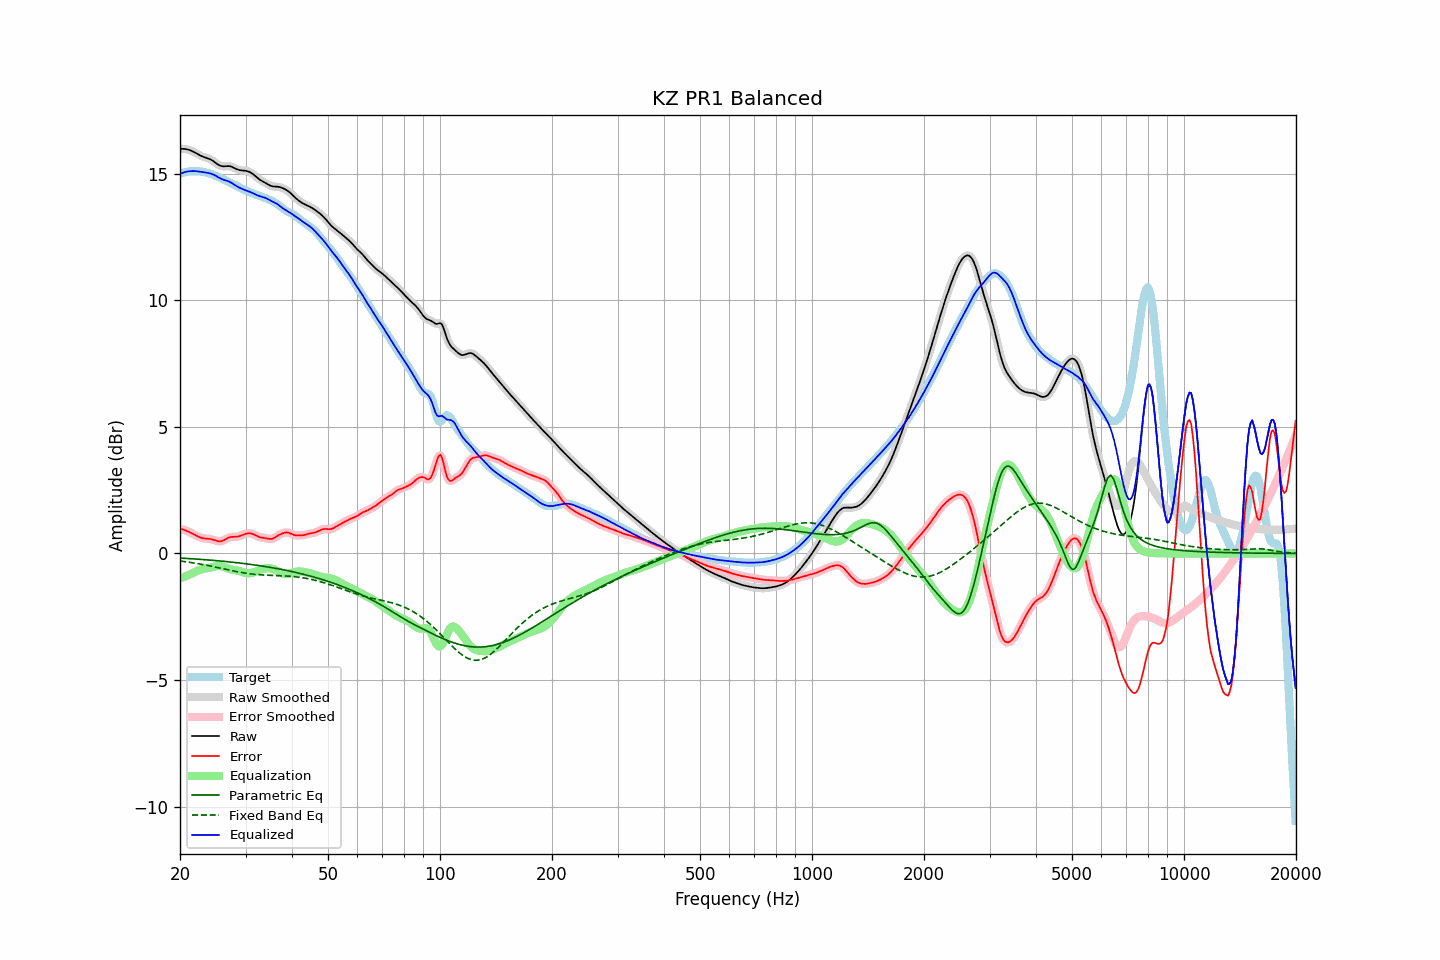 KZ PR1 Balanced
Amplitude (dBr)
15
10
5
0
−5
−10
Target
Raw Smoothed
Error Smoothed
Raw
Error
Equalization
Parametric Eq
Fixed Band Eq
Equalized
20 50 100 200 500 1000 2000 5000 10000 20000
Frequency (Hz)